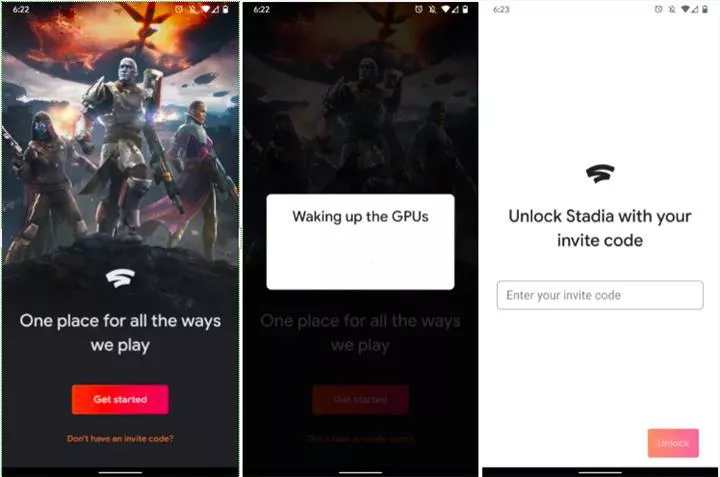 6:22
One place for all the ways
we play
Get started
Don't have an invite code?
6:22
Waking up the GPUs
One place for all the ways
we play
Get started
Don't have an invite code?
6:23
Unlock Stadia with your
invite code
Enter your invite code
Unlock